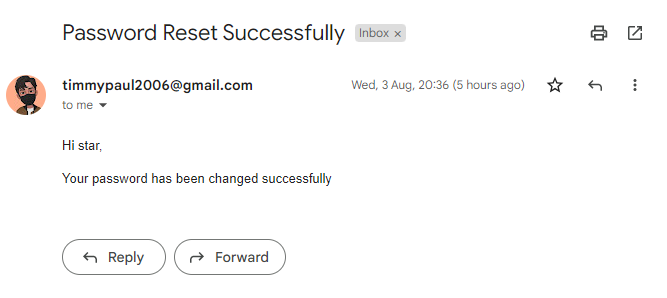 Password Reset Successfully Inbox ×
timmypaul2006@gmail.com Wed, 3 Aug, 20:36 (5 hours ago)
to me
Hi star,
Your password has been changed successfully
Reply Forward